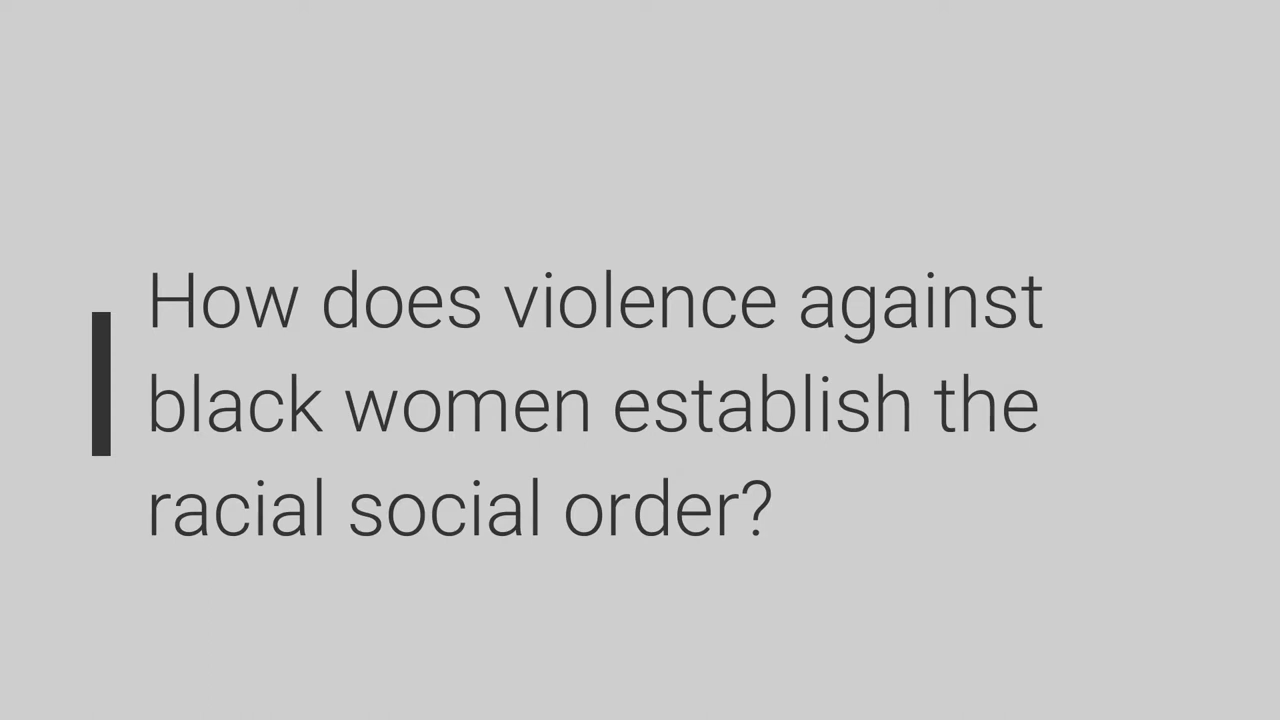 How does violence against
black women establish the
racial social order?